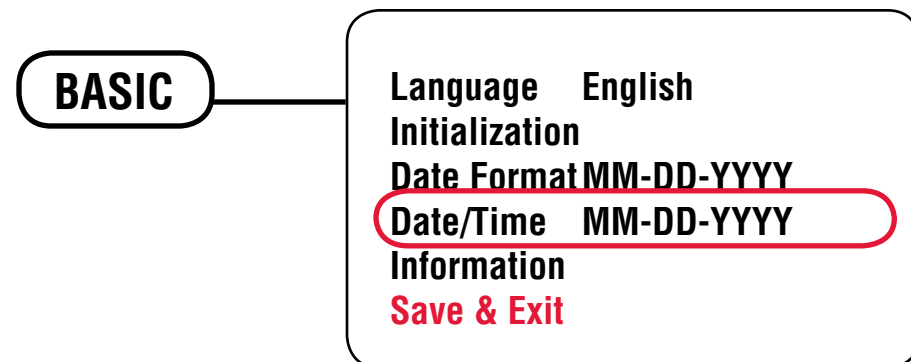 BASIC
Language English
Initialization
Date Format MM-DD-YYYY
Date/Time MM-DD-YYYY
Information
Save & Exit